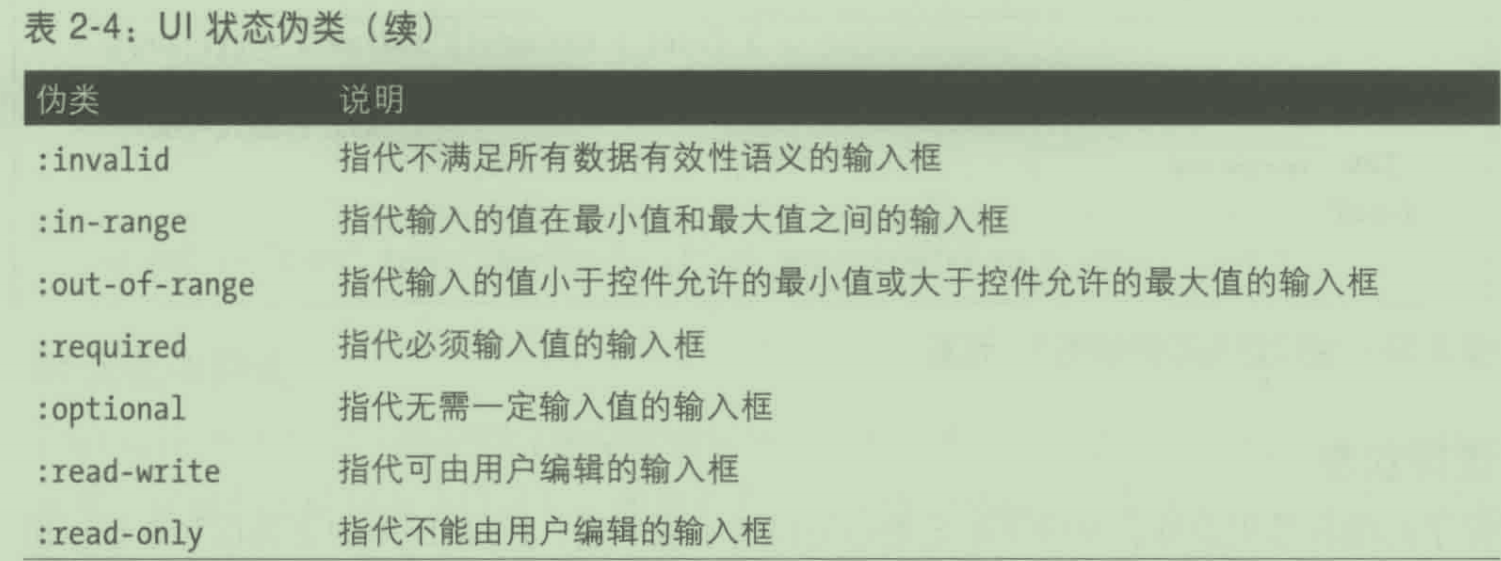 表 2-4：UI 状态伪类（续）
伪类 说明
:invalid 指代不满足所有数据有效性语义的输入框
:in-range 指代输入的值在最小值和最大值之间的输入框
:out-of-range 指代输入的值小于控件允许的最小值或大于控件允许的最大值的输入框
:required 指代必须输入值的输入框
:optional 指代无需一定输入值的输入框
:read-write 指代可由用户编辑的输入框
:read-only 指代不能由用户编辑的输入框